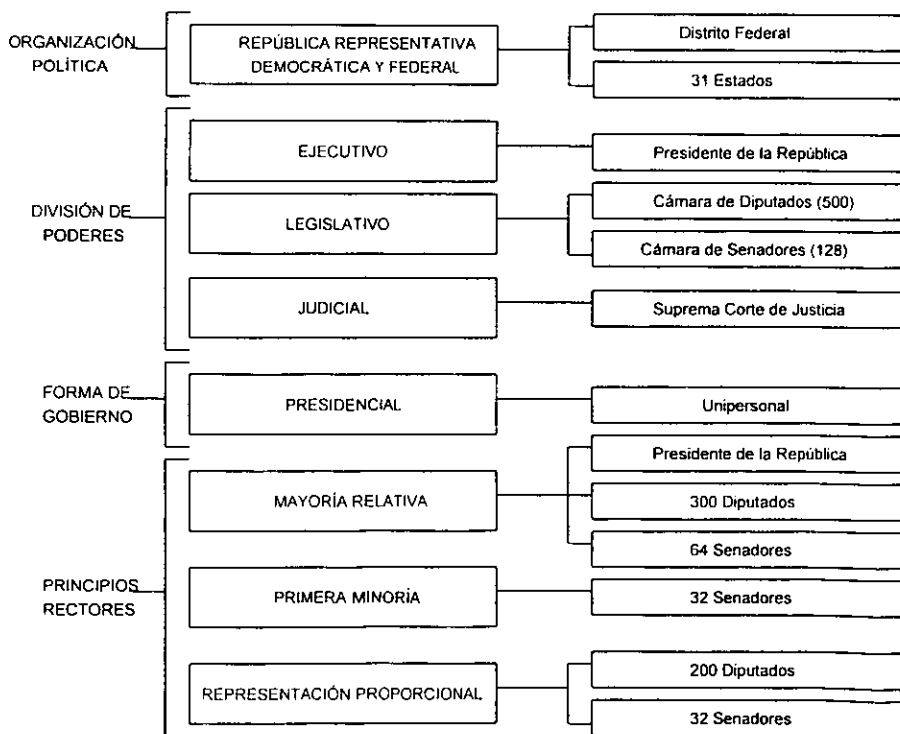 ORGANIZACIÓN
POLÍTICA
REPÚBLICA REPRESENTATIVA
DEMOCRÁTICA Y FEDERAL
Distrito Federal
31 Estados
DIVISIÓN DE
PODERES
EJECUTIVO
Presidente de la República
LEGISLATIVO
Cámara de Diputados (500)
Cámara de Senadores (128)
JUDICIAL
Suprema Corte de Justicia
FORMA DE
GOBIERNO
PRESIDENCIAL
Unipersonal
PRINCIPIOS
RECTORES
MAYORÍA RELATIVA
Presidente de la República
300 Diputados
64 Senadores
PRIMERA MINORÍA
32 Senadores
REPRESENTACIÓN PROPORCIONAL
200 Diputados
32 Senadores